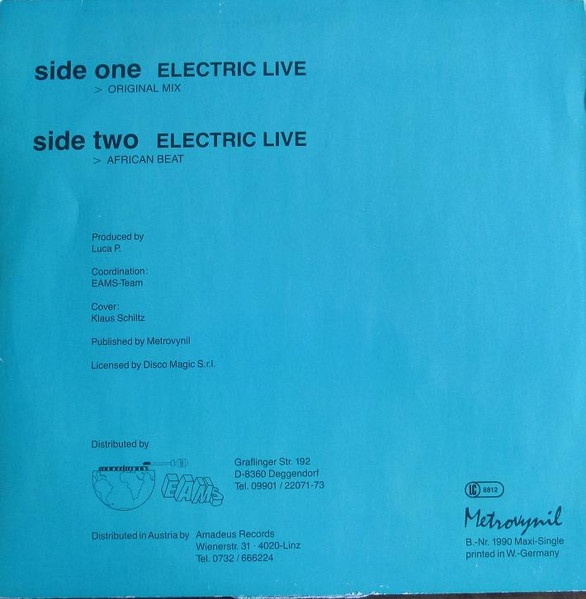 side one ELECTRIC LIVE
> ORIGINAL MIX
side two ELECTRIC LIVE
> AFRICAN BEAT
Produced by
Luca P.
Coordination:
EAMS-Team
Cover:
Klaus Schiltz
Published by Metrovynil
Licensed by Disco Magic S.r.l.
Distributed by
EAMS
Graflinger Str. 192
D-8360 Deggendorf
Tel. 09901 / 22071-73
Distributed in Austria by Amadeus Records
Wienerstr. 31 · 4020-Linz
Tel. 0732 / 666224
LC 8812
Metrovynil
B.-Nr. 1990 Maxi-Single
printed in W.-Germany